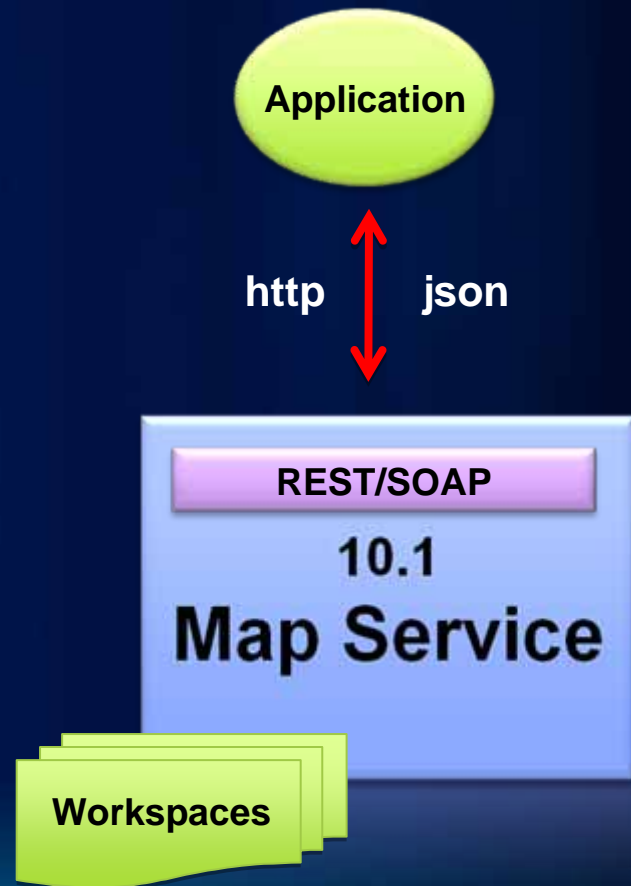 Application
http json
REST/SOAP
10.1
Map Service
Workspaces